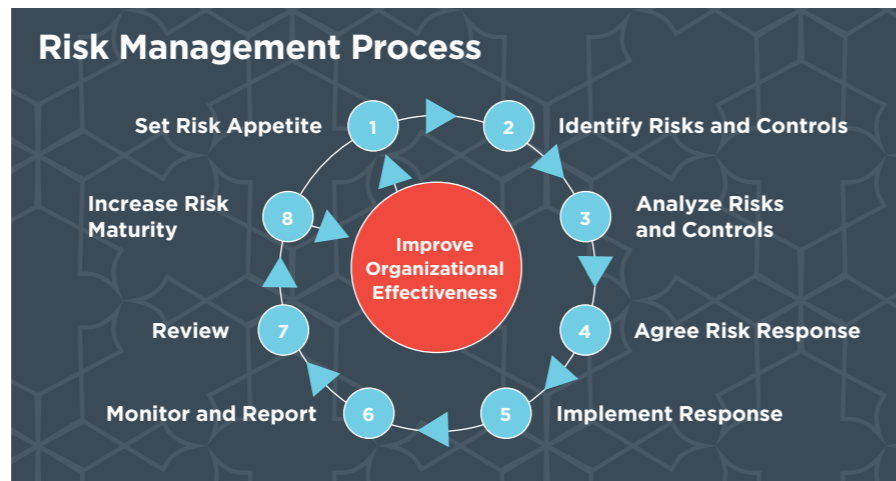 Risk Management Process
Set Risk Appetite
1
2
Identify Risks and Controls
Increase Risk
Maturity
8
3
Analyze Risks
and Controls
Improve
Organizational
Effectiveness
Review
7
4
Agree Risk Response
Monitor and Report
6
5
Implement Response